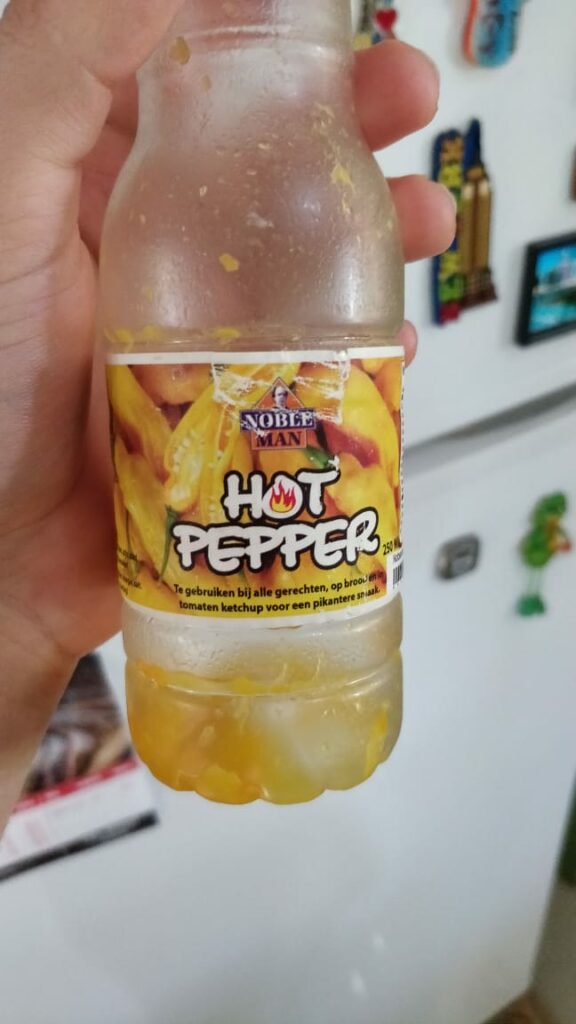 NOBLE
MAN
HOT
PEPPER
250 M
Te gebruiken bij alle gerechten, op brood en in
tomaten ketchup voor een pikantere smaak.